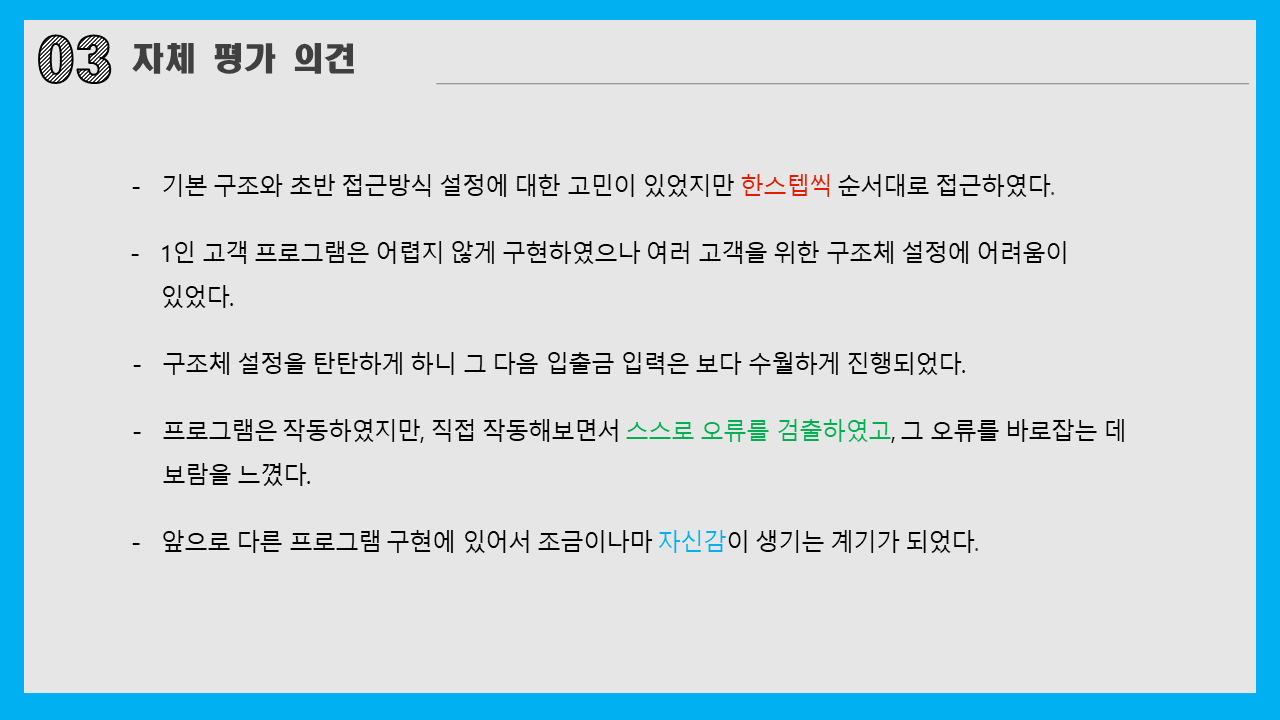 03 자체 평가 의견
- 기본 구조와 초반 접근방식 설정에 대한 고민이 있었지만 한스텝씩 순서대로 접근하였다.
- 1인 고객 프로그램은 어렵지 않게 구현하였으나 여러 고객을 위한 구조체 설정에 어려움이
있었다.
- 구조체 설정을 탄탄하게 하니 그 다음 입출금 입력은 보다 수월하게 진행되었다.
- 프로그램은 작동하였지만, 직접 작동해보면서 스스로 오류를 검출하였고, 그 오류를 바로잡는 데
보람을 느꼈다.
- 앞으로 다른 프로그램 구현에 있어서 조금이나마 자신감이 생기는 계기가 되었다.